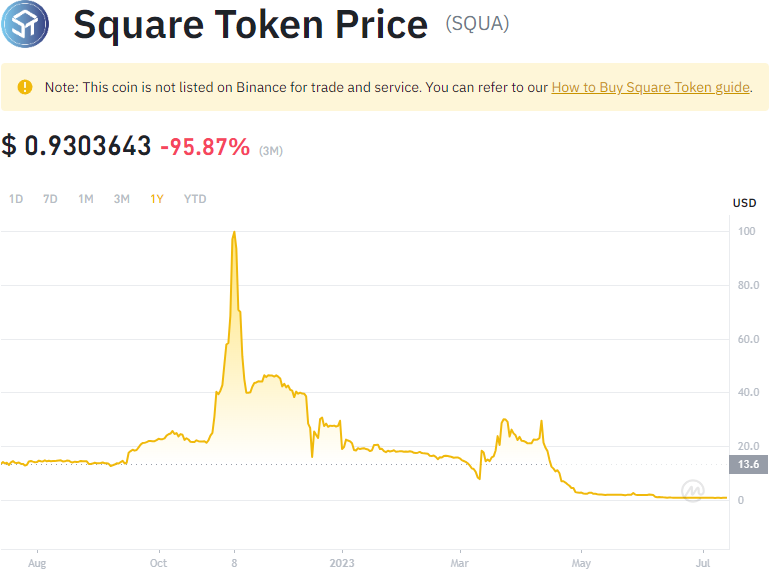 Square Token Price (SQUA)
Note: This coin is not listed on Binance for trade and service. You can refer to our How to Buy Square Token guide.
$ 0.9303643 -95.87% (3M)
1D 7D 1M 3M 1Y YTD
USD
100
80.0
60.0
40.0
20.0
13.6
0
Aug Oct 8 2023 Mar May Jul